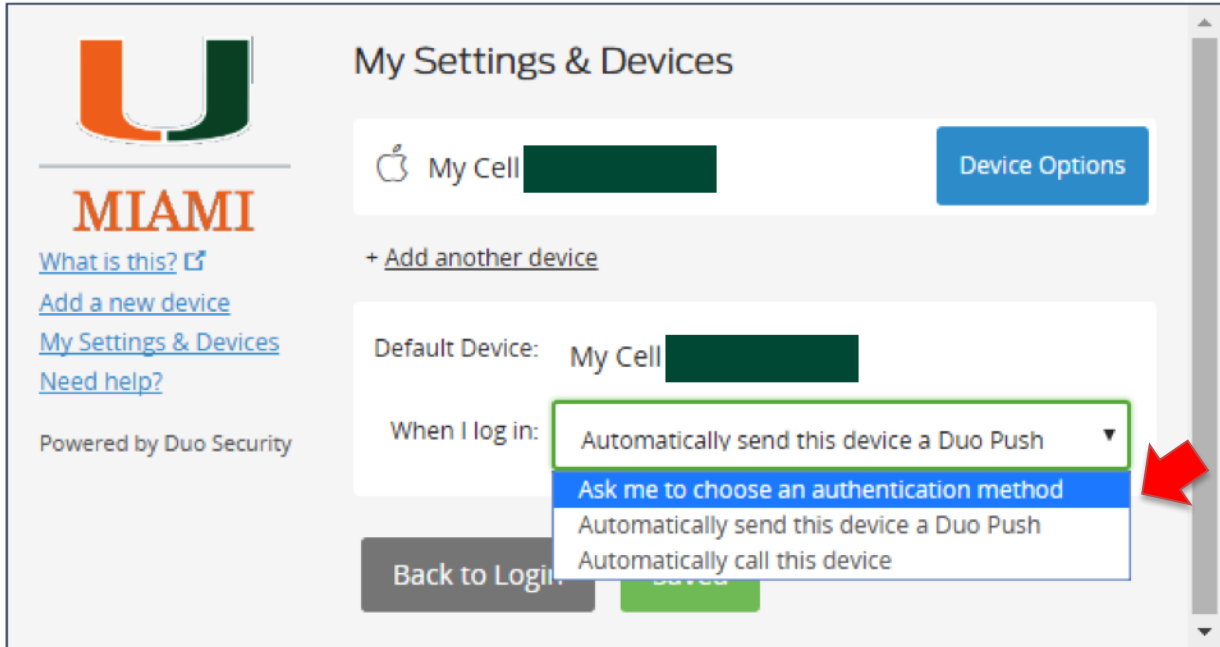 MIAMI
What is this?
Add a new device
My Settings & Devices
Need help?
Powered by Duo Security
My Settings & Devices
My Cell
Device Options
+ Add another device
Default Device: My Cell
When I log in: Automatically send this device a Duo Push
Ask me to choose an authentication method
Automatically send this device a Duo Push
Automatically call this device
Back to Login
Saved